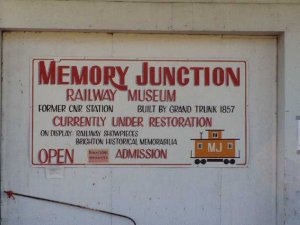 MEMORY JUNCTION
RAILWAY MUSEUM
FORMER CNR STATION BUILT BY GRAND TRUNK 1857
CURRENTLY UNDER RESTORATION
ON DISPLAY: RAILWAY SHOWPIECES
BRIGHTON HISTORICAL MEMORABILIA
OPEN ADMISSION
MJ